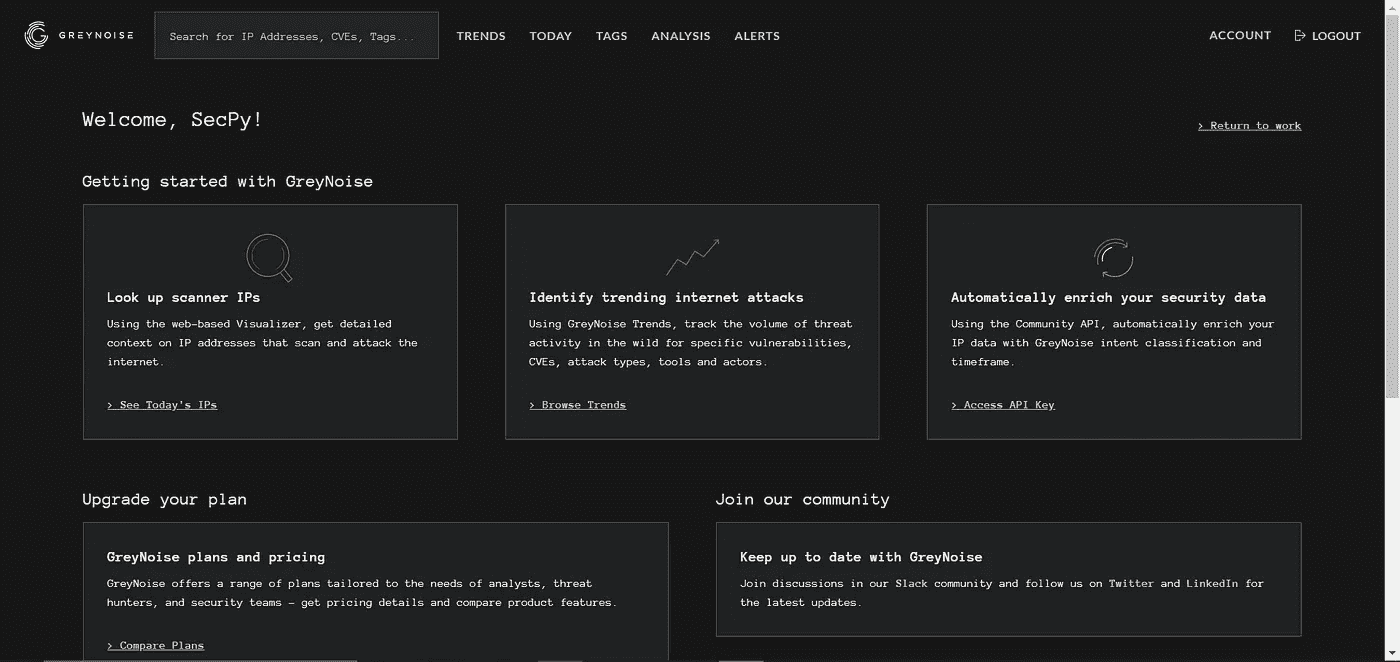 GREYNOISE
Search for IP Addresses, CVEs, Tags...
TRENDS
TODAY
TAGS
ANALYSIS
ALERTS
ACCOUNT
LOGOUT
Welcome, SecPy!
> Return to work
Getting started with GreyNoise
Look up scanner IPs
Using the web-based Visualizer, get detailed
context on IP addresses that scan and attack the
internet.
> See Today's IPs
Identify trending internet attacks
Using GreyNoise Trends, track the volume of threat
activity in the wild for specific vulnerabilities,
CVEs, attack types, tools and actors.
> Browse Trends
Automatically enrich your security data
Using the Community API, automatically enrich your
IP data with GreyNoise intent classification and
timeframe.
> Access API Key
Upgrade your plan
GreyNoise plans and pricing
GreyNoise offers a range of plans tailored to the needs of analysts, threat
hunters, and security teams – get pricing details and compare product features.
> Compare Plans
Join our community
Keep up to date with GreyNoise
Join discussions in our Slack community and follow us on Twitter and LinkedIn for
the latest updates.